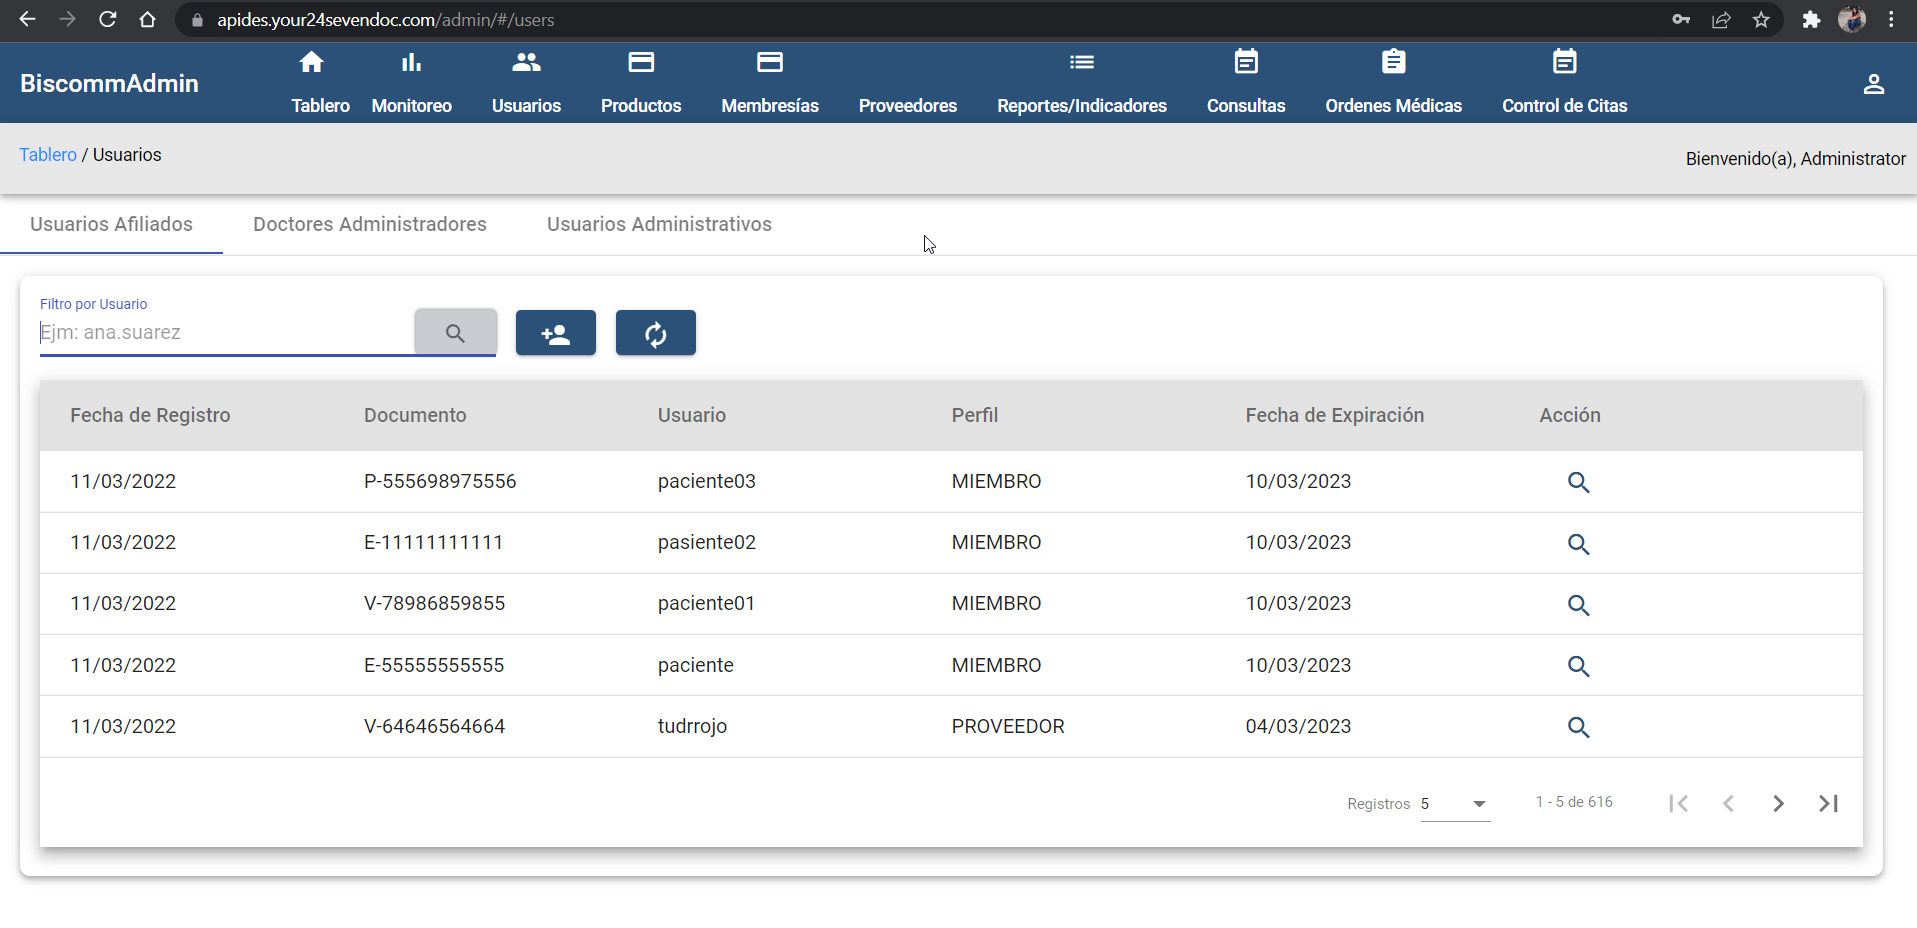 apides.your24sevendoc.com/admin/#/users
BiscommAdmin
Tablero Monitoreo Usuarios Productos Membresías Proveedores Reportes/Indicadores Consultas Ordenes Médicas Control de Citas
Tablero / Usuarios
Bienvenido(a), Administrator
Usuarios Afiliados Doctores Administradores Usuarios Administrativos
Filtro por Usuario
Ejm: ana.suarez
Fecha de Registro Documento Usuario Perfil Fecha de Expiración Acción
11/03/2022 P-555698975556 paciente03 MIEMBRO 10/03/2023
11/03/2022 E-11111111111 pasiente02 MIEMBRO 10/03/2023
11/03/2022 V-78986859855 paciente01 MIEMBRO 10/03/2023
11/03/2022 E-55555555555 paciente MIEMBRO 10/03/2023
11/03/2022 V-64646564664 tudrrojo PROVEEDOR 04/03/2023
Registros 5 1 - 5 de 616